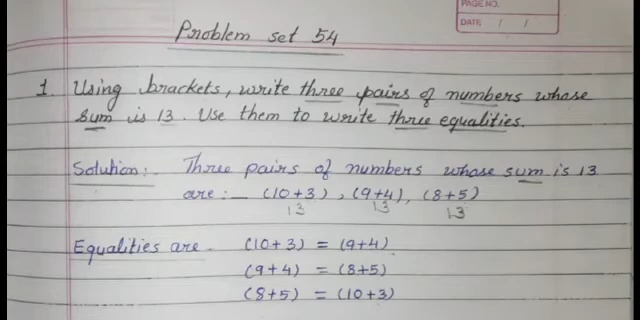 PAGE NO.
DATE / /
Problem set 54
1. Using brackets, write three pairs of numbers whose
sum is 13. Use them to write three equalities.
Solution:- Three pairs of numbers whose sum is 13
are:- (10+3), (9+4), (8+5)
13 13 13
Equalities are - (10+3) = (9+4)
(9+4) = (8+5)
(8+5) = (10+3)